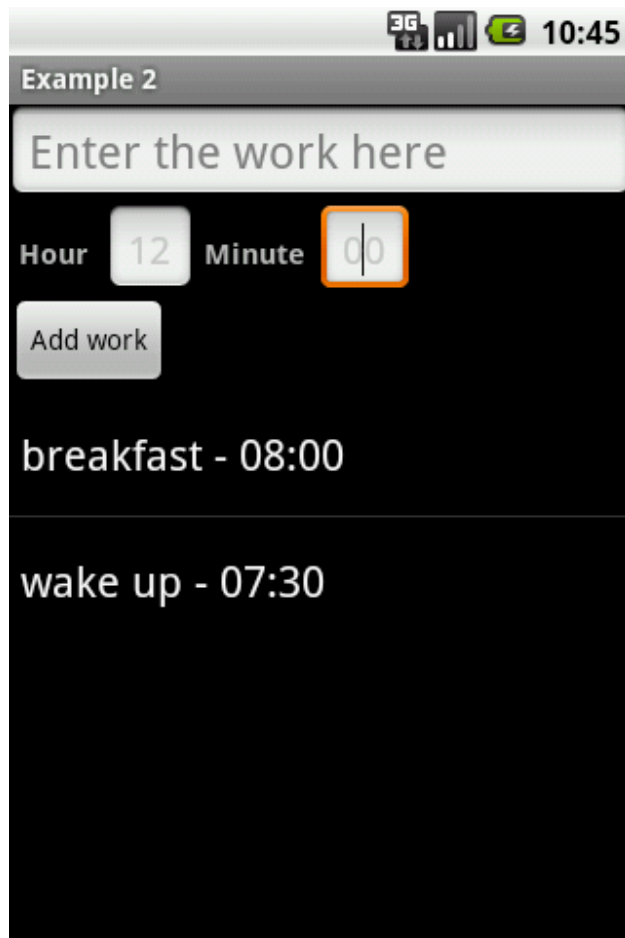 3G 10:45
Example 2
Enter the work here
Hour 12 Minute 00
Add work
breakfast - 08:00
wake up - 07:30